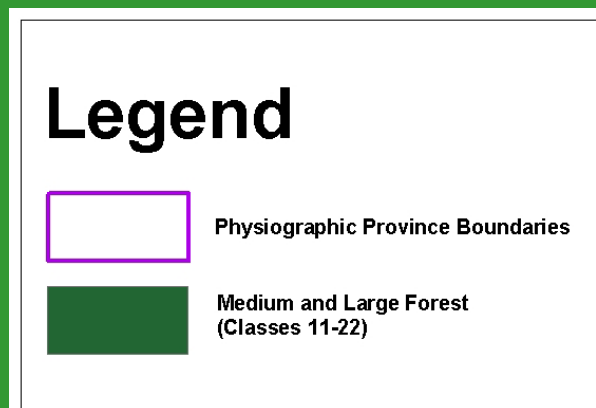 Legend
Physiographic Province Boundaries
Medium and Large Forest
(Classes 11-22)